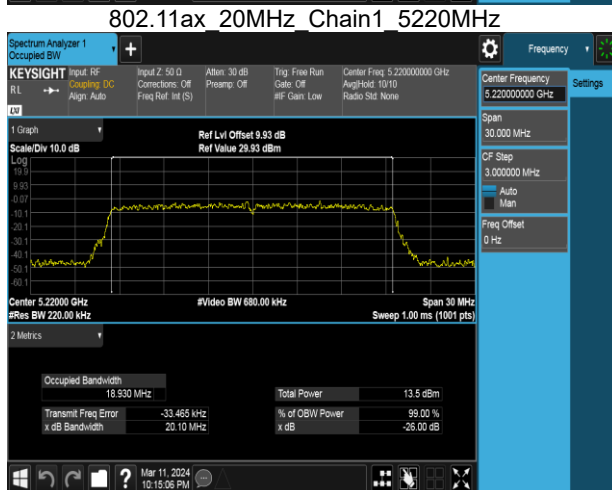 802.11ax_20MHz_Chain1_5220MHz
Spectrum Analyzer 1
Occupied BW
Frequency
KEYSIGHT Input: RF Input Z: 50 Ω Atten: 30 dB Trig: Free Run Center Freq: 5.220000000 GHz
RL Coupling: DC Corrections: Off Preamp: Off Gate: Off Avg|Hold: 10/10
Align: Auto Freq Ref: Int (S) #IF Gain: Low Radio Std: None
LXI
Center Frequency
5.220000000 GHz
Settings
Span
30.000 MHz
CF Step
3.000000 MHz
Auto
Man
Freq Offset
0 Hz
1 Graph
Ref Lvl Offset 9.93 dB
Scale/Div 10.0 dB Ref Value 29.93 dBm
Log
19.9
9.93
-0.07
-10.1
-20.1
-30.1
-40.1
-50.1
-60.1
Center 5.22000 GHz #Video BW 680.00 kHz Span 30 MHz
#Res BW 220.00 kHz Sweep 1.00 ms (1001 pts)
2 Metrics
Occupied Bandwidth
18.930 MHz Total Power 13.5 dBm
Transmit Freq Error -33.465 kHz % of OBW Power 99.00 %
x dB Bandwidth 20.10 MHz x dB -26.00 dB
? Mar 11, 2024
10:15:06 PM